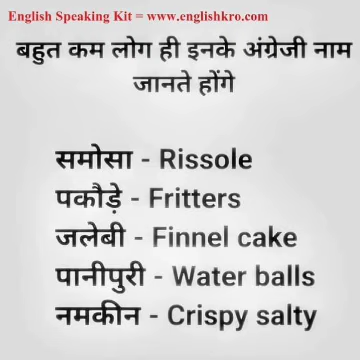 English Speaking Kit = www.englishkro.com
बहुत कम लोग ही इनके अंग्रेजी नाम
जानते होंगे
समोसा - Rissole
पकौड़े - Fritters
जलेबी - Finnel cake
पानीपुरी - Water balls
नमकीन - Crispy salty